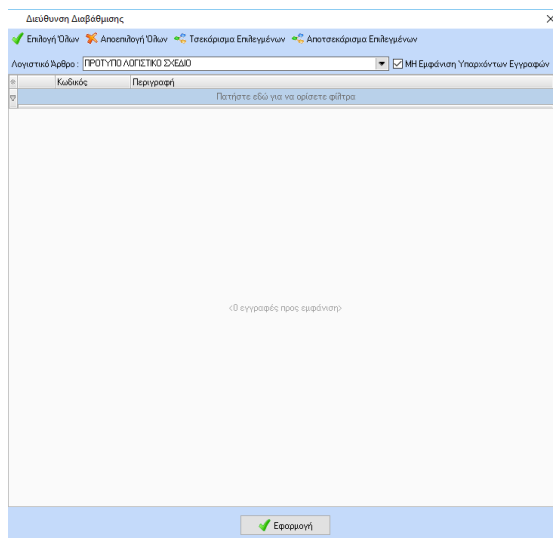 Διεύθυνση Διαβάθμισης
Επιλογή Όλων Αποεπιλογή Όλων Τσεκάρισμα Επιλεγμένων Αποτσεκάρισμα Επιλεγμένων
Λογιστικό Άρθρο : ΠΡΟΤΥΠΟ ΛΟΓΙΣΤΙΚΟ ΣΧΕΔΙΟ ΜΗ Εμφάνιση Υπαρχόντων Εγγραφών
Κωδικός Περιγραφή
Πατήστε εδώ για να ορίσετε φίλτρα
<0 εγγραφές προς εμφάνιση>
Εφαρμογή